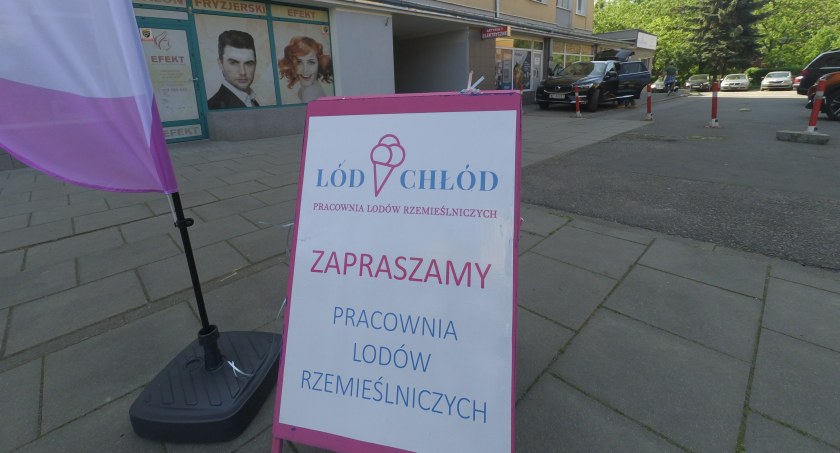 FRYZJERSKI
EFEKT
EFEKT
EFEKT
LÓD CHŁÓD
PRACOWNIA LODÓW RZEMIEŚLNICZYCH
ZAPRASZAMY
PRACOWNIA
LODÓW
RZEMIEŚLNICZYCH